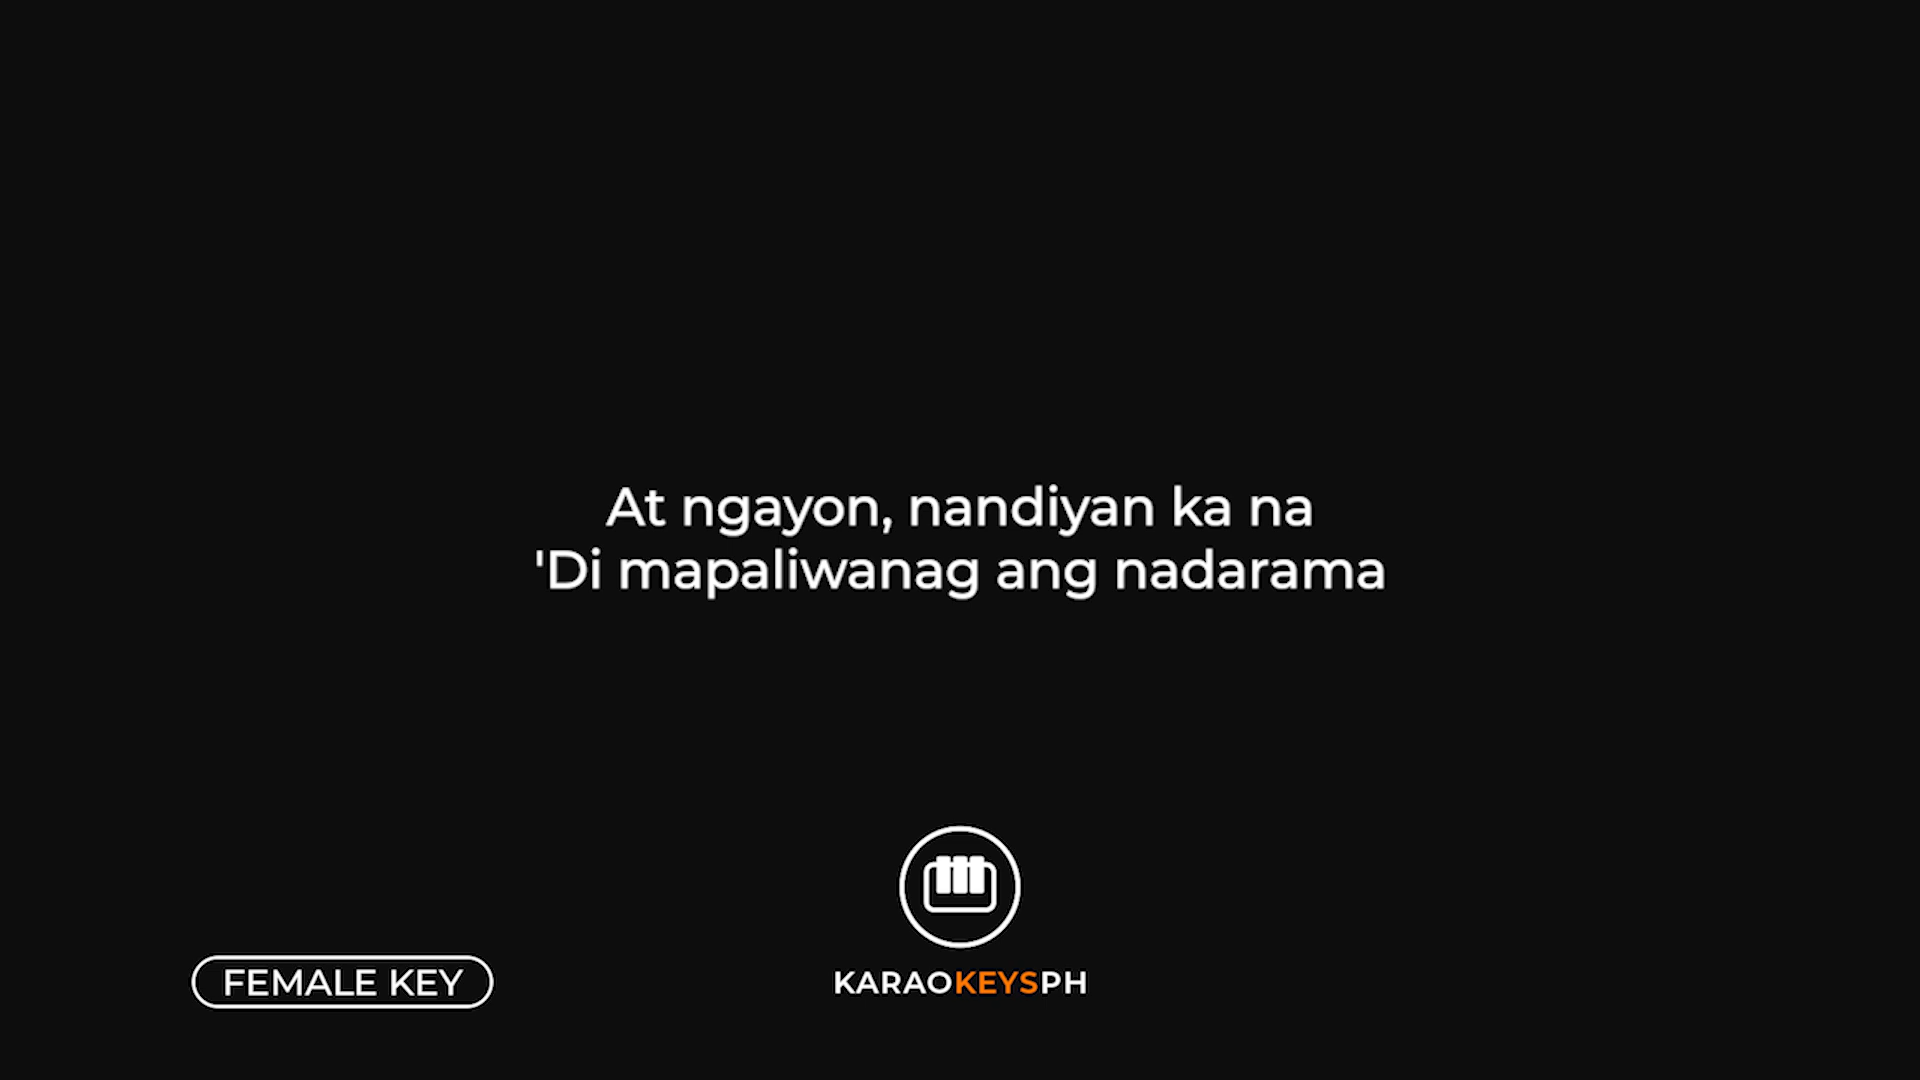 At ngayon, nandiyan ka na
'Di mapaliwanag ang nadarama
FEMALE KEY
KARAOKEYSPH